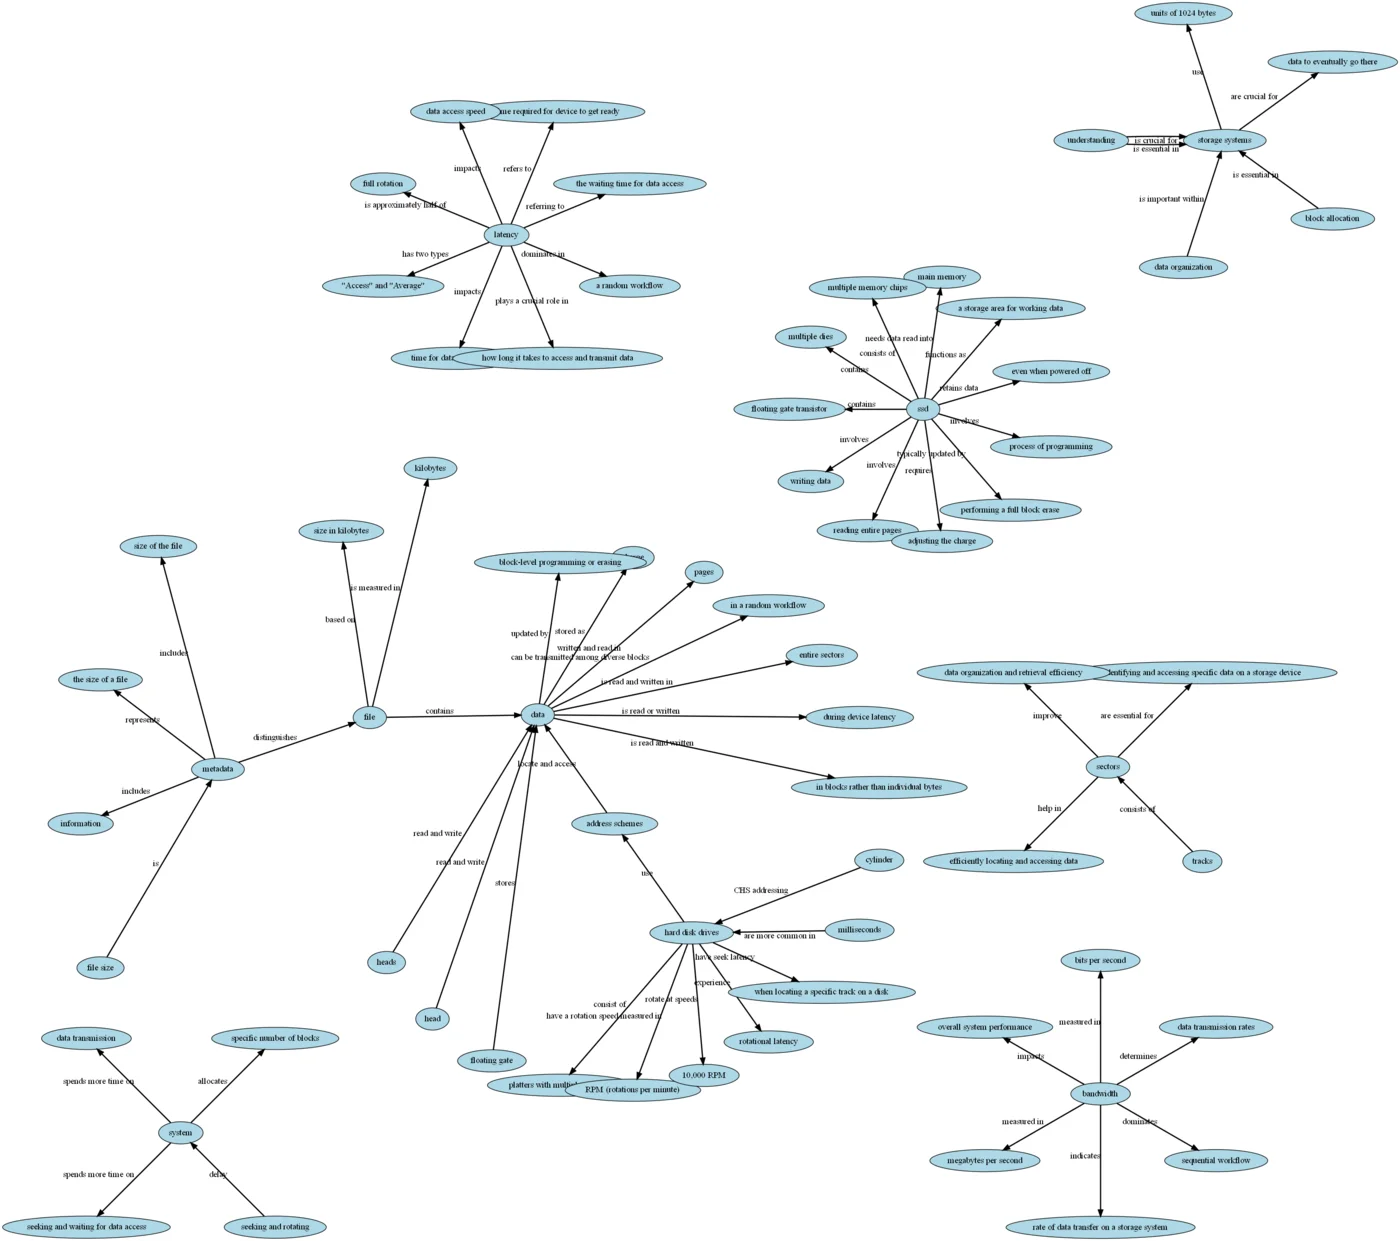 units of 1024 bytes
data to eventually go there
use
are crucial for
understanding
is crucial for
is essential in
storage systems
is essential in
is important within
block allocation
data organization
data access speed
me required for device to get ready
impacts
refers to
full rotation
the waiting time for data access
is approximately half of
referring to
latency
has two types
dominates in
"Access" and "Average"
a random workflow
impacts
plays a crucial role in
time for data
how long it takes to access and transmit data
main memory
multiple memory chips
a storage area for working data
multiple dies
needs data read into
consists of
functions as
contains
even when powered off
retains data
floating gate transistor
contains
ssd
involves
involves
process of programming
typically updated by
involves
requires
writing data
performing a full block erase
reading entire pages
adjusting the charge
kilobytes
size in kilobytes
size of the file
is measured in
based on
includes
block-level programming or erasing
pages
in a random workflow
updated by
stored as
written and read in
can be transmitted among diverse blocks
entire sectors
is read and written in
the size of a file
represents
file
contains
data
is read or written
during device latency
distinguishes
is read and written
metadata
locate and access
includes
in blocks rather than individual bytes
information
address schemes
read and write
is
read and write
use
stores
cylinder
CHS addressing
hard disk drives
are more common in
milliseconds
file size
heads
have seek latency
experience
when locating a specific track on a disk
consist of
rotate at speeds
have a rotation speed measured in
head
rotational latency
floating gate
platters with multipl
RPM (rotations per minute)
10,000 RPM
data organization and retrieval efficiency
dentifying and accessing specific data on a storage device
improve
are essential for
sectors
help in
consists of
efficiently locating and accessing data
tracks
data transmission
specific number of blocks
spends more time on
allocates
system
spends more time on
delay
seeking and waiting for data access
seeking and rotating
bits per second
overall system performance
measured in
data transmission rates
impacts
determines
bandwidth
measured in
dominates
indicates
megabytes per second
sequential workflow
rate of data transfer on a storage system